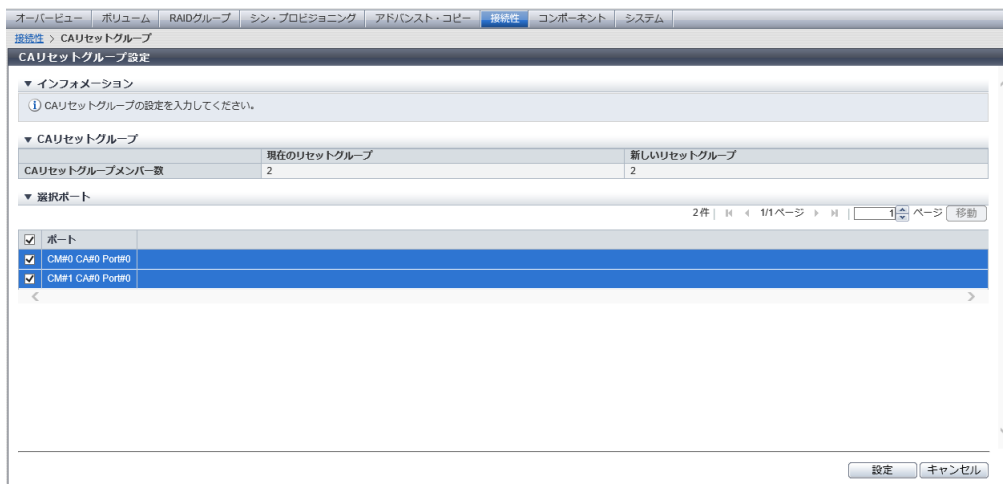 オーバービュー ボリューム RAIDグループ シン・プロビジョニング アドバンスト・コピー 接続性 コンポーネント システム
接続性 > CAリセットグループ
CAリセットグループ設定
▼ インフォメーション
CAリセットグループの設定を入力してください。
▼ CAリセットグループ
現在のリセットグループ 新しいリセットグループ
CAリセットグループメンバー数 2 2
▼ 選択ポート
2件 | 1/1ページ | 1 ページ 移動
ポート
CM#0 CA#0 Port#0
CM#1 CA#0 Port#0
設定 キャンセル